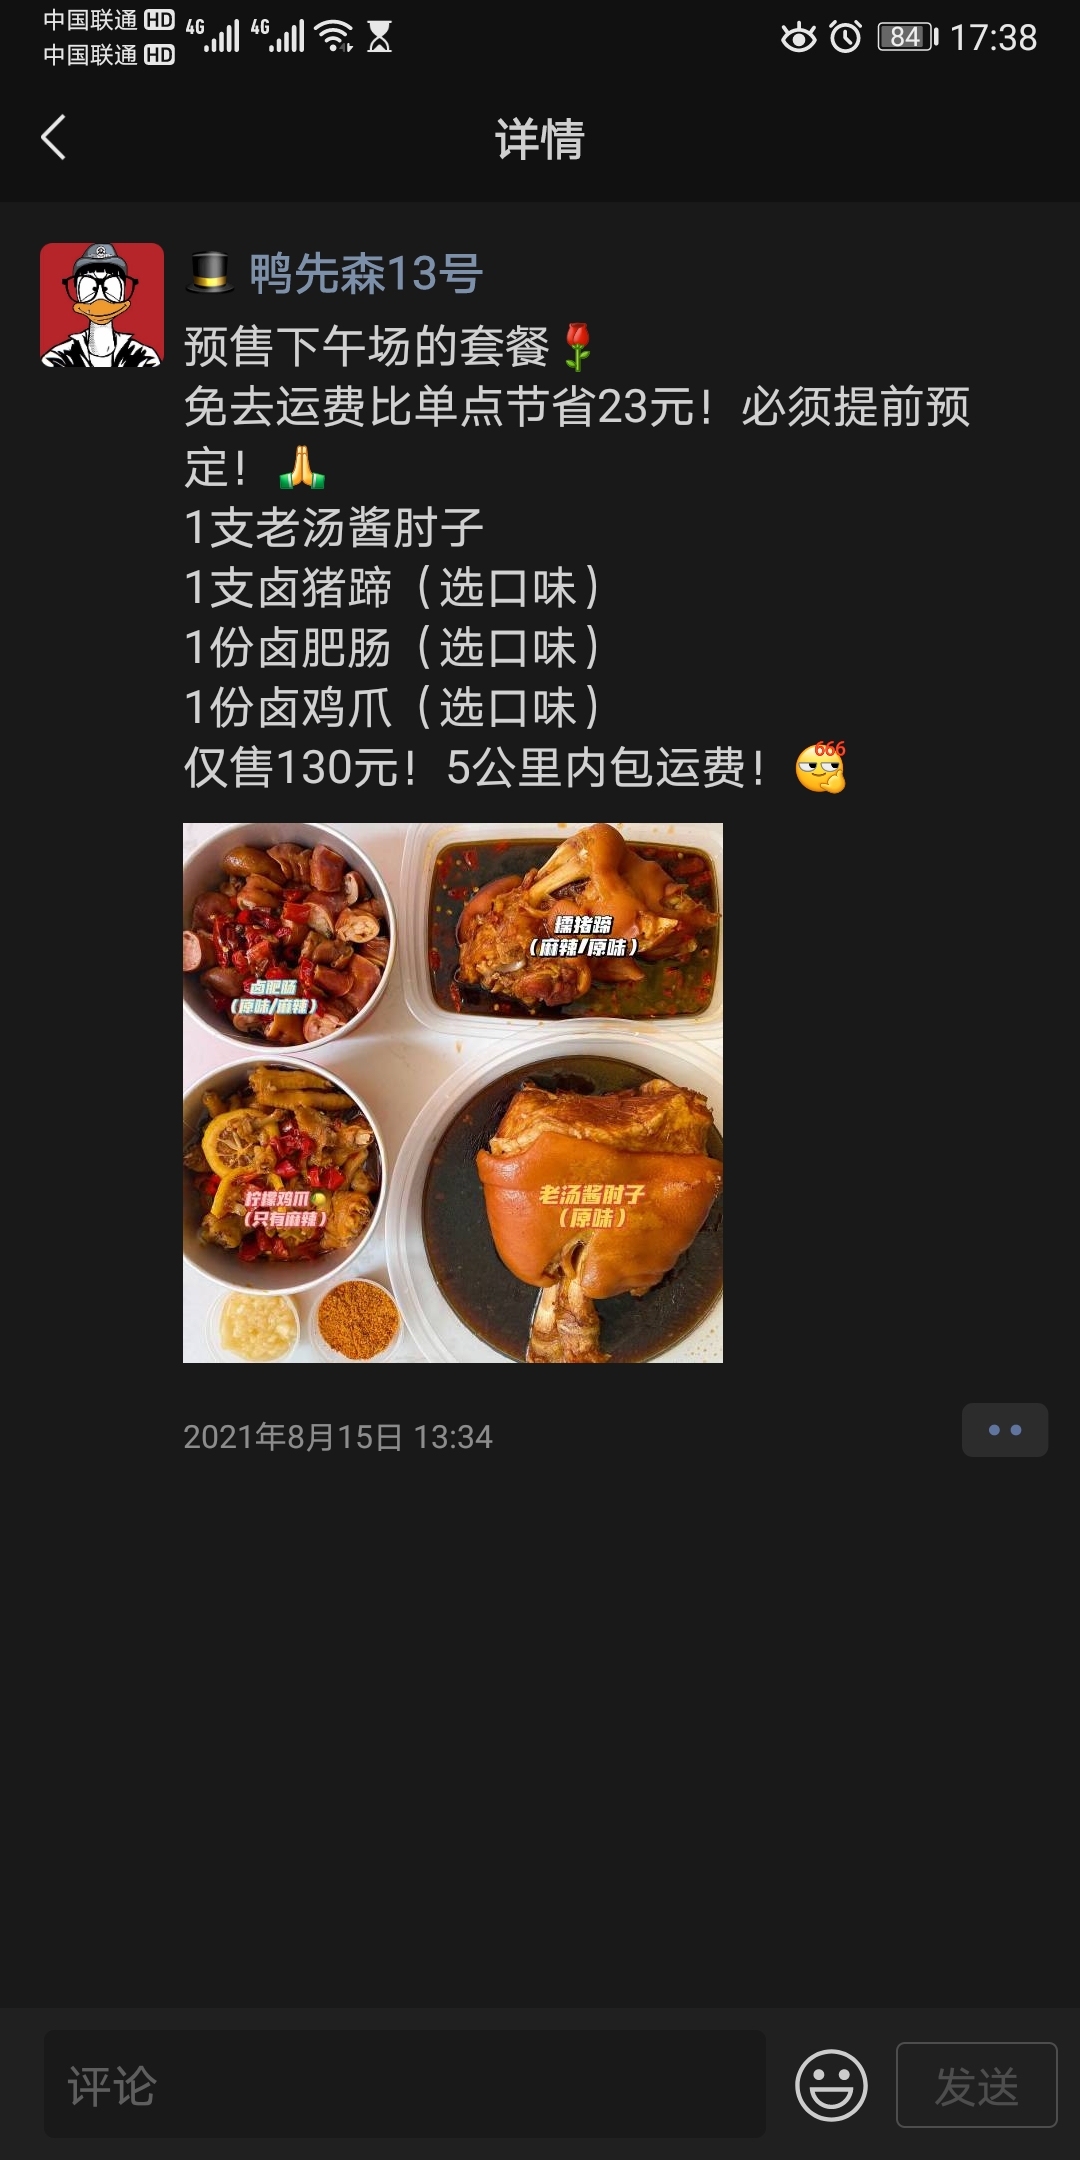 中国联通 HD 4G 4G 84 17:38
中国联通 HD
详情
🎩 鸭先森13号
预售下午场的套餐🌹
免去运费比单点节省23元！必须提前预
定！🙏
1支老汤酱肘子
1支卤猪蹄（选口味）
1份卤肥肠（选口味）
1份卤鸡爪（选口味）
仅售130元！5公里内包运费！666
糯猪蹄
（麻辣/原味）
卤肥肠
（原味/麻辣）
柠檬鸡爪🍋
（只有麻辣）
老汤酱肘子
（原味）
2021年8月15日 13:34
评论
发送